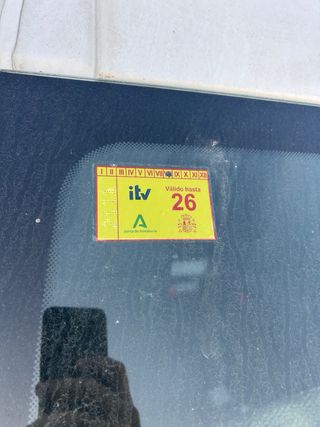 I II III IV V VI VII IX X XI XII
itv
Válido hasta
26
Junta de Andalucía